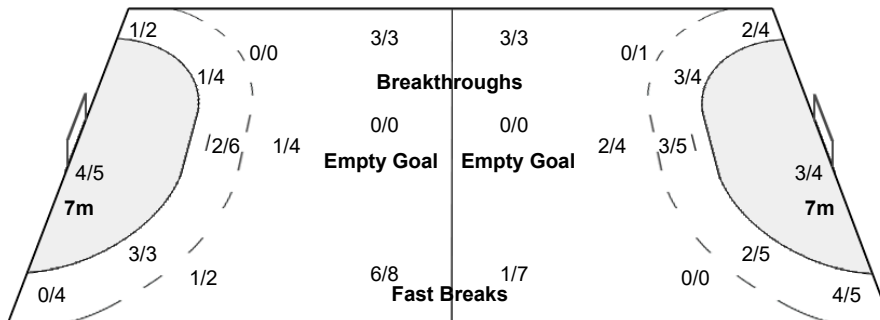 1/2 2/4
0/0 3/3 3/3 0/1
1/4 Breakthroughs 3/4
0/0 0/0
2/6 1/4 2/4 3/5
Empty Goal Empty Goal
4/5 3/4
7m 7m
3/3 2/5
1/2 6/8 1/7 0/0
0/4 Fast Breaks 4/5